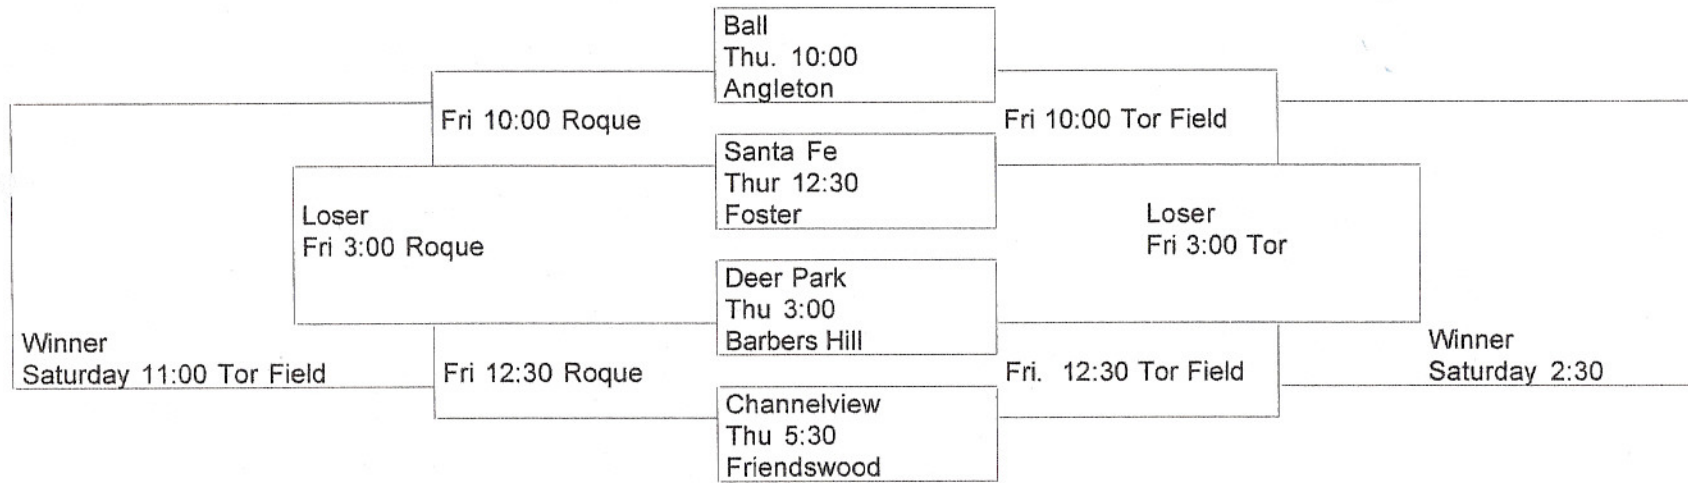 Ball
Thu. 10:00
Angleton
Fri 10:00 Roque
Fri 10:00 Tor Field
Santa Fe
Thur 12:30
Foster
Loser
Fri 3:00 Roque
Loser
Fri 3:00 Tor
Deer Park
Thu 3:00
Barbers Hill
Winner
Saturday 11:00 Tor Field
Fri 12:30 Roque
Fri. 12:30 Tor Field
Winner
Saturday 2:30
Channelview
Thu 5:30
Friendswood